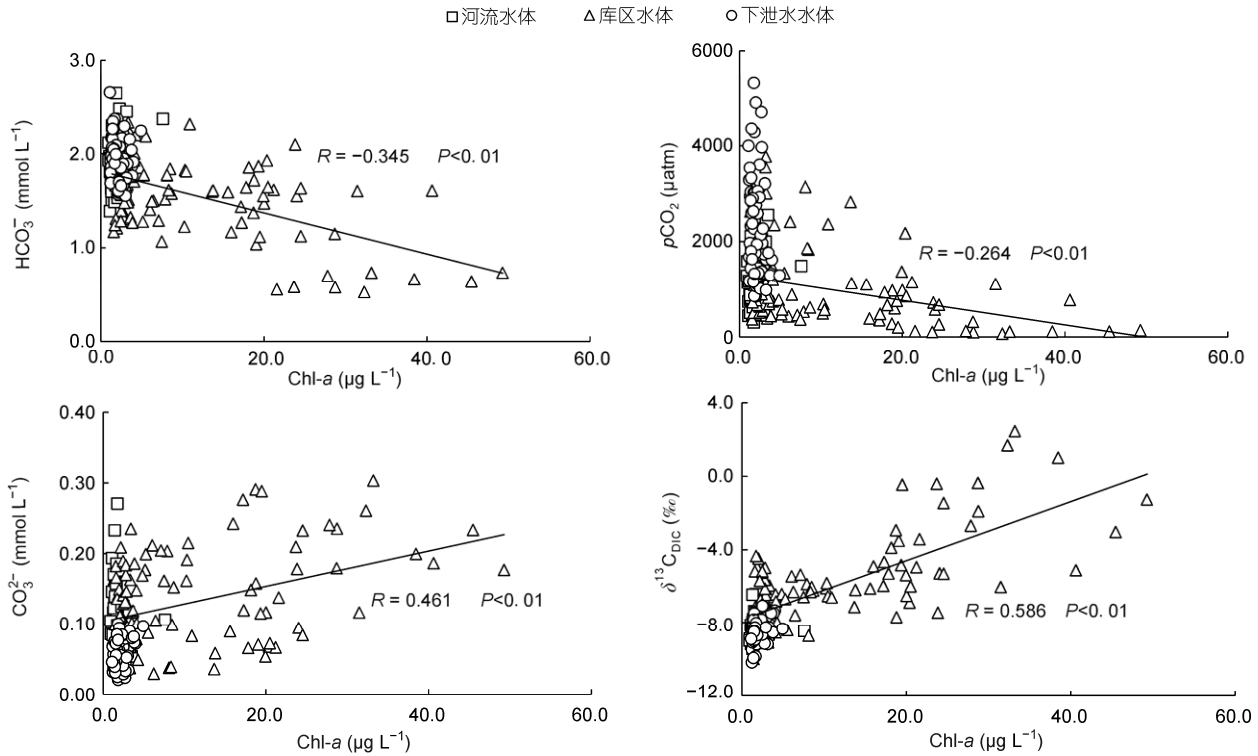 河流水体 库区水体 下泄水水体
3.0
2.0
1.0
0.0
HCO₃⁻ (mmol L⁻¹)
R = −0.345 P<0.01
0.0 20.0 40.0 60.0
Chl-a (μg L⁻¹)
6000
4000
2000
0
pCO₂ (μatm)
R = −0.264 P<0.01
0.0 20.0 40.0 60.0
Chl-a (μg L⁻¹)
0.40
0.30
0.20
0.10
0.00
CO₃²⁻ (mmol L⁻¹)
R = 0.461 P<0.01
0.0 20.0 40.0 60.0
Chl-a (μg L⁻¹)
4.0
0.0
−4.0
−8.0
−12.0
δ¹³C_DIC (‰)
R = 0.586 P<0.01
0.0 20.0 40.0 60.0
Chl-a (μg L⁻¹)